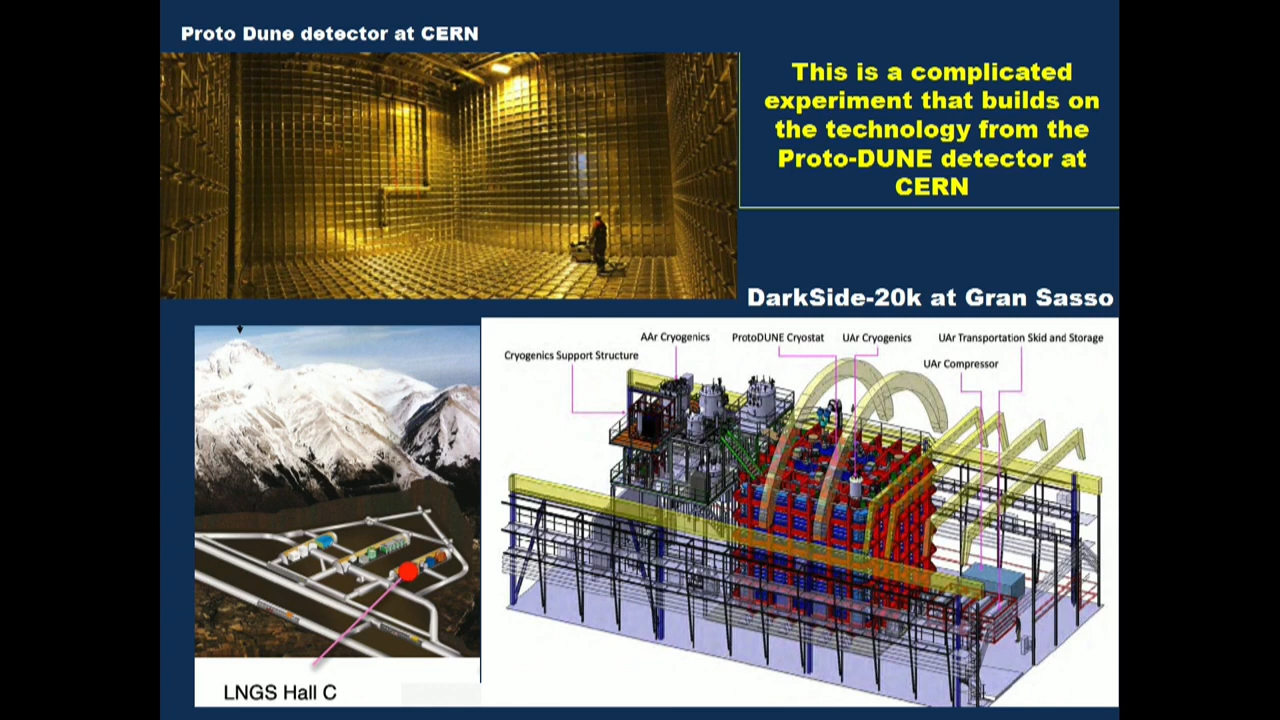 Proto Dune detector at CERN
This is a complicated
experiment that builds on
the technology from the
Proto-DUNE detector at
CERN
DarkSide-20k at Gran Sasso
AAr Cryogenics
ProtoDUNE Cryostat
UAr Cryogenics
UAr Transportation Skid and Storage
Cryogenics Support Structure
UAr Compressor
LNGS Hall C